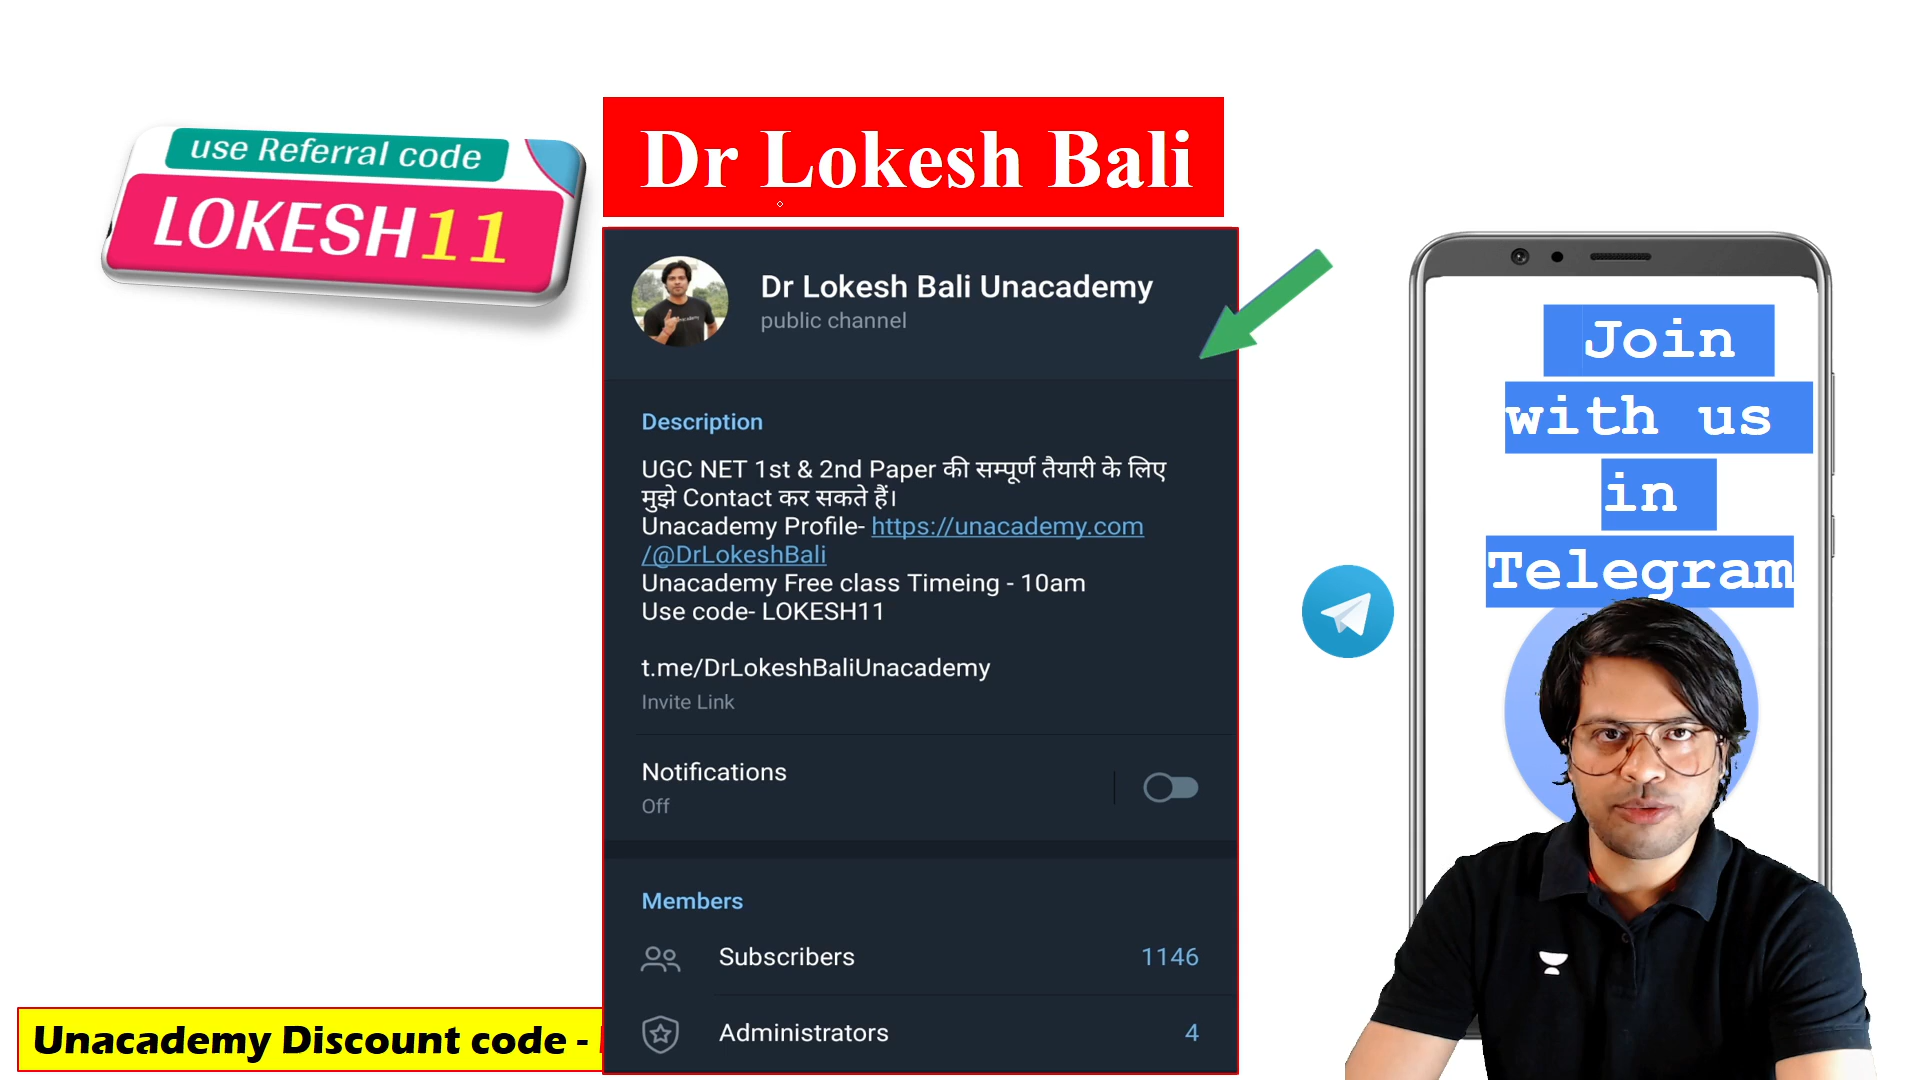 use Referral code
LOKESH11
Dr Lokesh Bali
Dr Lokesh Bali Unacademy
public channel
Description
UGC NET 1st & 2nd Paper की सम्पूर्ण तैयारी के लिए
मुझे Contact कर सकते हैं।
Unacademy Profile- https://unacademy.com
/@DrLokeshBali
Unacademy Free class Timeing - 10am
Use code- LOKESH11
t.me/DrLokeshBaliUnacademy
Invite Link
Notifications
Off
Members
Subscribers 1146
Administrators 4
Join
with us
in
Telegram
Unacademy Discount code -